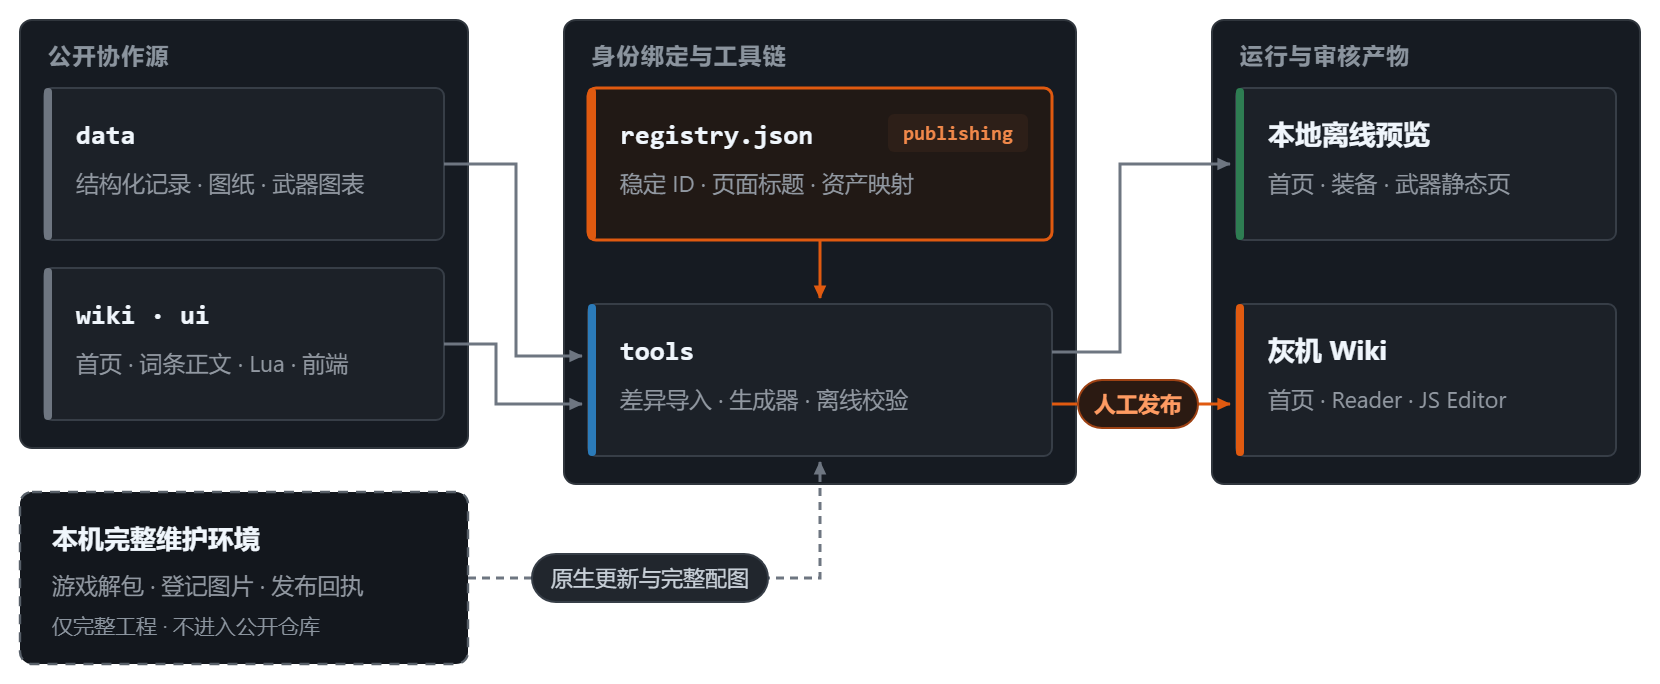 公开协作源
data
结构化记录 · 图纸 · 武器图表
wiki · ui
首页 · 词条正文 · Lua · 前端
身份绑定与工具链
registry.json
publishing
稳定 ID · 页面标题 · 资产映射
tools
差异导入 · 生成器 · 离线校验
人工发布
运行与审核产物
本地离线预览
首页 · 装备 · 武器静态页
灰机 Wiki
首页 · Reader · JS Editor
本机完整维护环境
游戏解包 · 登记图片 · 发布回执
仅完整工程 · 不进入公开仓库
原生更新与完整配图